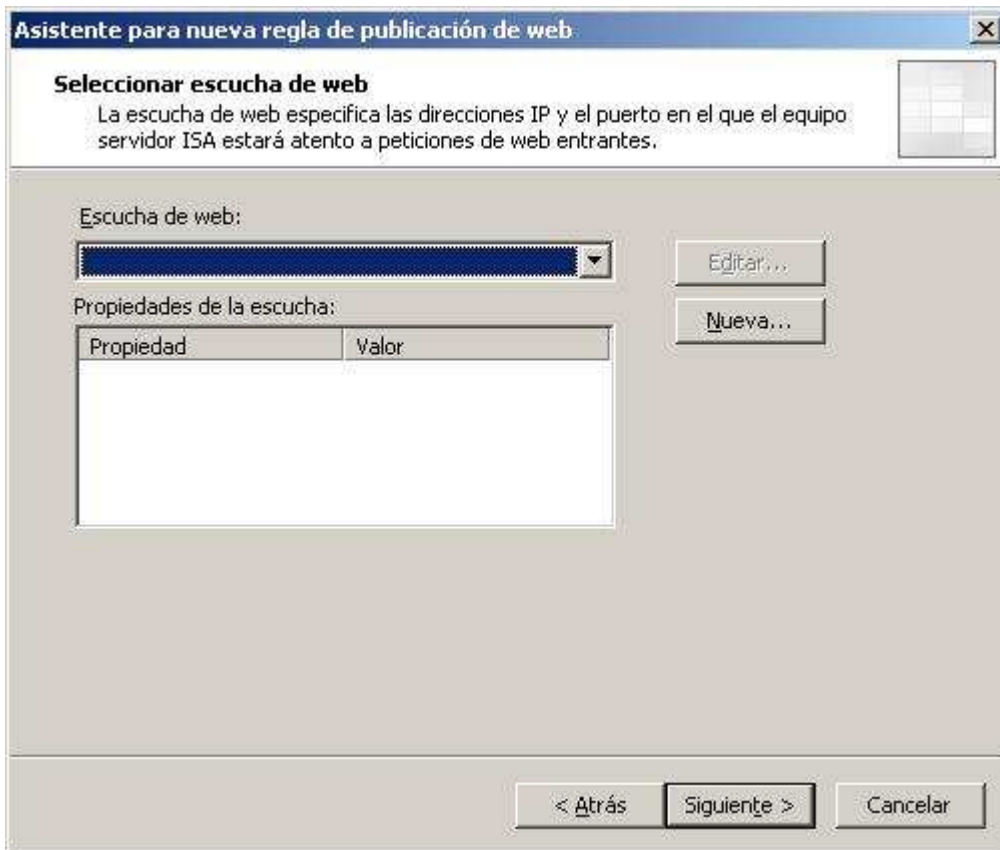 Asistente para nueva regla de publicación de web
Seleccionar escucha de web
La escucha de web especifica las direcciones IP y el puerto en el que el equipo
servidor ISA estará atento a peticiones de web entrantes.
Escucha de web:
Editar...
Propiedades de la escucha:
Nueva...
Propiedad Valor
< Atrás Siguiente > Cancelar